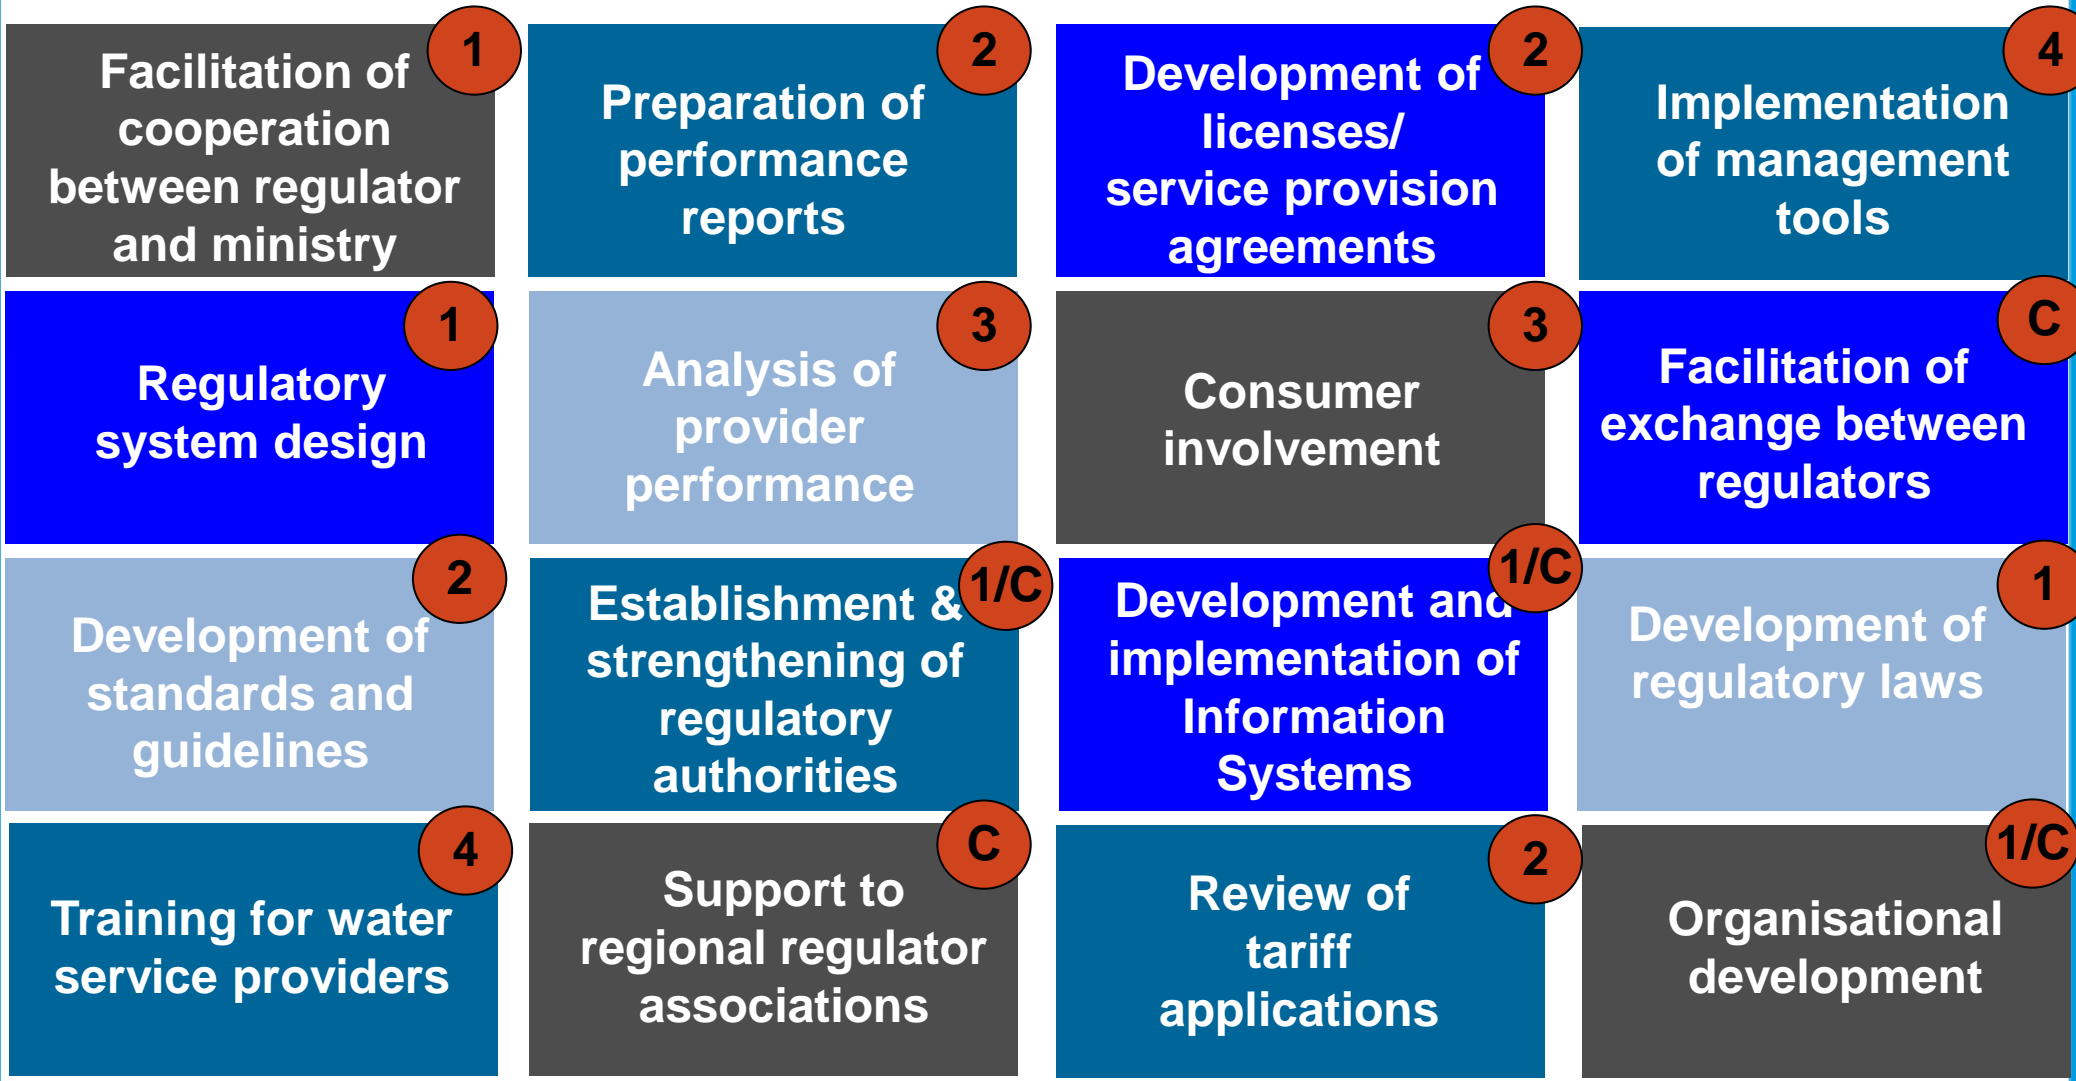 1
Facilitation of
cooperation
between regulator
and ministry
2
Preparation of
performance
reports
2
Development of
licenses/
service provision
agreements
4
Implementation
of management
tools
1
Regulatory
system design
3
Analysis of
provider
performance
3
Consumer
involvement
C
Facilitation of
exchange between
regulators
2
Development of
standards and
guidelines
1/C
Establishment &
strengthening of
regulatory
authorities
1/C
Development and
implementation of
Information
Systems
1
Development of
regulatory laws
4
Training for water
service providers
C
Support to
regional regulator
associations
2
Review of
tariff
applications
1/C
Organisational
development